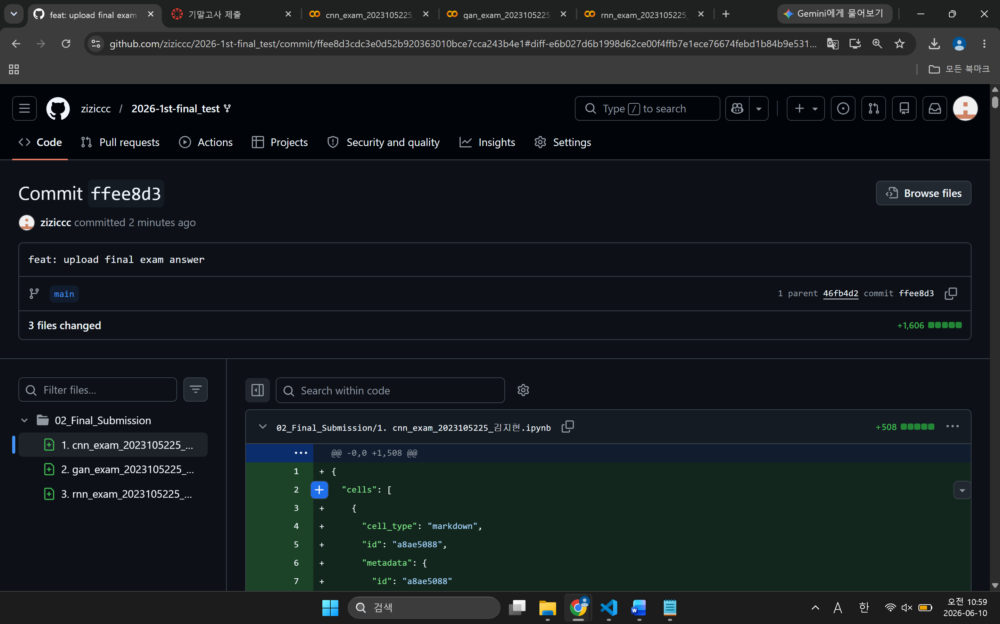 feat: upload final exam
기말고사 제출
cnn_exam_2023105225_
gan_exam_2023105225_
rnn_exam_2023105225_
Gemini에게 물어보기
github.com/ziziccc/2026-1st-final_test/commit/ffee8d3cdc3e0d52b920363010bce7cca243b4e1#diff-e6b027d6b1998d62ce00f4ffb7e1ece76674febd1b84b9e531...
모든 북마크
ziziccc / 2026-1st-final_test
Type / to search
Code
Pull requests
Actions
Projects
Security and quality
Insights
Settings
Commit ffee8d3
Browse files
ziziccc committed 2 minutes ago
feat: upload final exam answer
main
1 parent 46fb4d2 commit ffee8d3
3 files changed
+1,606
Filter files...
Search within code
02_Final_Submission
1. cnn_exam_2023105225_...
2. gan_exam_2023105225_...
3. rnn_exam_2023105225_...
02_Final_Submission/1. cnn_exam_2023105225_김지현.ipynb
+508
@@ -0,0 +1,508 @@
1 + {
2 "cells": [
3 + {
4 + "cell_type": "markdown",
5 + "id": "a8ae5088",
6 + "metadata": {
7 + "id": "a8ae5088"
검색
A
한
오전 10:59
2026-06-10